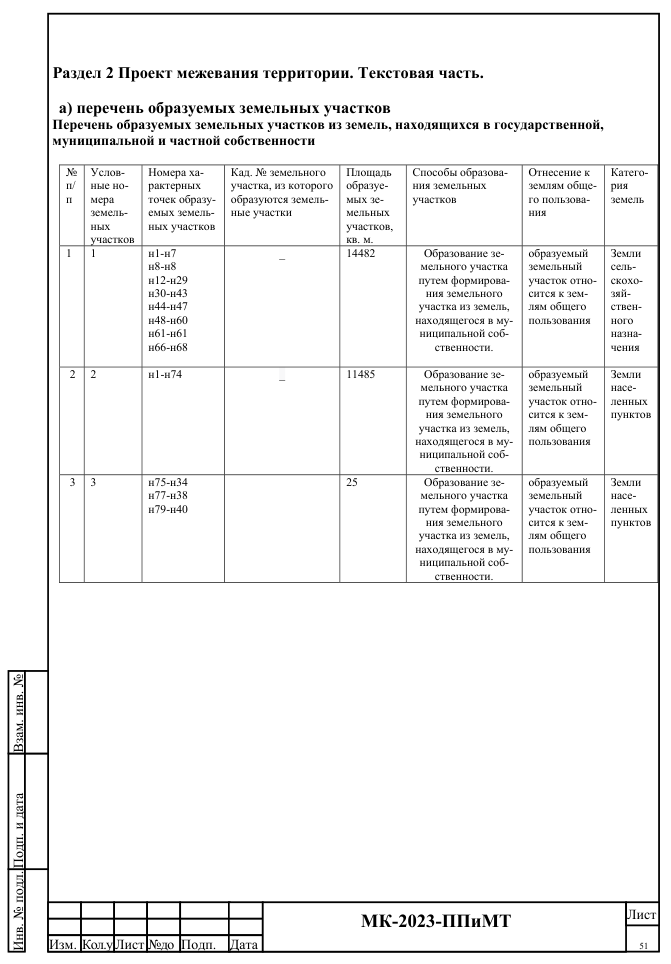 Раздел 2 Проект межевания территории. Текстовая часть.
а) перечень образуемых земельных участков
Перечень образуемых земельных участков из земель, находящихся в государственной,
муниципальной и частной собственности
№
п/
п
Услов-
ные но-
мера
земель-
ных
участков
Номера ха-
рактерных
точек образу-
емых земель-
ных участков
Кад. № земельного
участка, из которого
образуются земель-
ные участки
Площадь
образуе-
мых зе-
мельных
участков,
кв. м.
Способы образова-
ния земельных
участков
Отнесение к
землям обще-
го пользова-
ния
Катего-
рия
земель
1
1
н1-н7
н8-н8
н12-н29
н30-н43
н44-н47
н48-н60
н61-н61
н66-н68
_
14482
Образование зе-
мельного участка
путем формирова-
ния земельного
участка из земель,
находящегося в му-
ниципальной соб-
ственности.
образуемый
земельный
участок отно-
сится к зем-
лям общего
пользования
Земли
сель-
скохо-
зяй-
ствен-
ного
назна-
чения
2
2
н1-н74
_
11485
Образование зе-
мельного участка
путем формирова-
ния земельного
участка из земель,
находящегося в му-
ниципальной соб-
ственности.
образуемый
земельный
участок отно-
сится к зем-
лям общего
пользования
Земли
насе-
ленных
пунктов
3
3
н75-н34
н77-н38
н79-н40
25
Образование зе-
мельного участка
путем формирова-
ния земельного
участка из земель,
находящегося в му-
ниципальной соб-
ственности.
образуемый
земельный
участок отно-
сится к зем-
лям общего
пользования
Земли
насе-
ленных
пунктов
Взам. инв. №
Подп. и дата
Инв. № подл.
МК-2023-ППиМТ
Лист
51
Изм. Кол.у Лист №до Подп. Дата